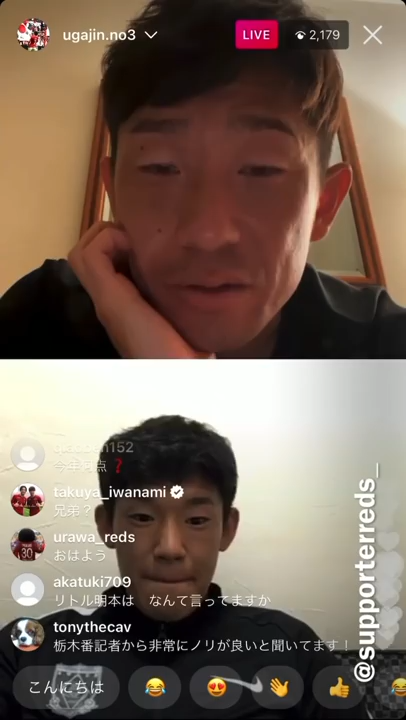 ugajin.no3
LIVE
2,179
今年何点❓
takuya_iwanami
兄弟？
urawa_reds
おはよう
akatuki709
リトル明本は　なんて言ってますか
tonythecav
栃木番記者から非常にノリが良いと聞いてます！
こんにちは
@supporterreds_